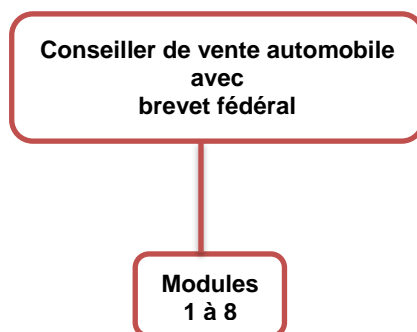 Conseiller de vente automobile
avec
brevet fédéral
Modules
1 à 8